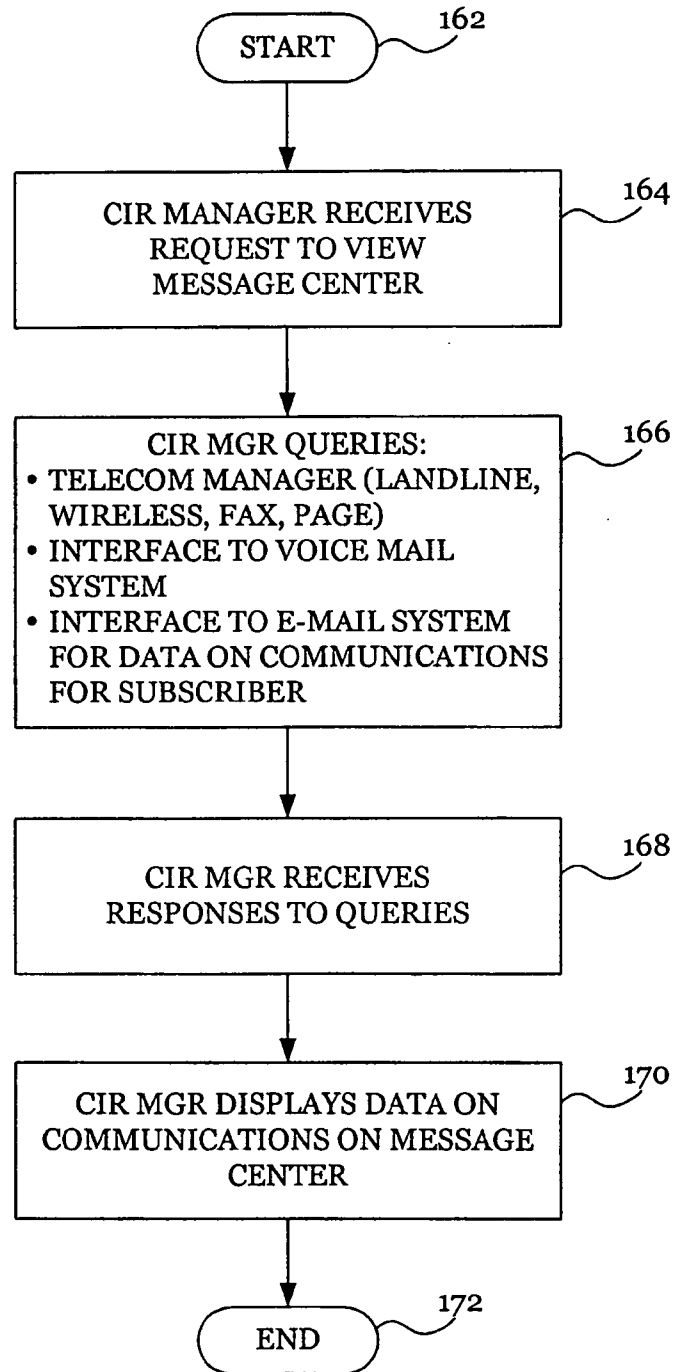 START
162
CIR MANAGER RECEIVES
REQUEST TO VIEW
MESSAGE CENTER
164
CIR MGR QUERIES:
• TELECOM MANAGER (LANDLINE,
WIRELESS, FAX, PAGE)
• INTERFACE TO VOICE MAIL
SYSTEM
• INTERFACE TO E-MAIL SYSTEM
FOR DATA ON COMMUNICATIONS
FOR SUBSCRIBER
166
CIR MGR RECEIVES
RESPONSES TO QUERIES
168
CIR MGR DISPLAYS DATA ON
COMMUNICATIONS ON MESSAGE
CENTER
170
END
172